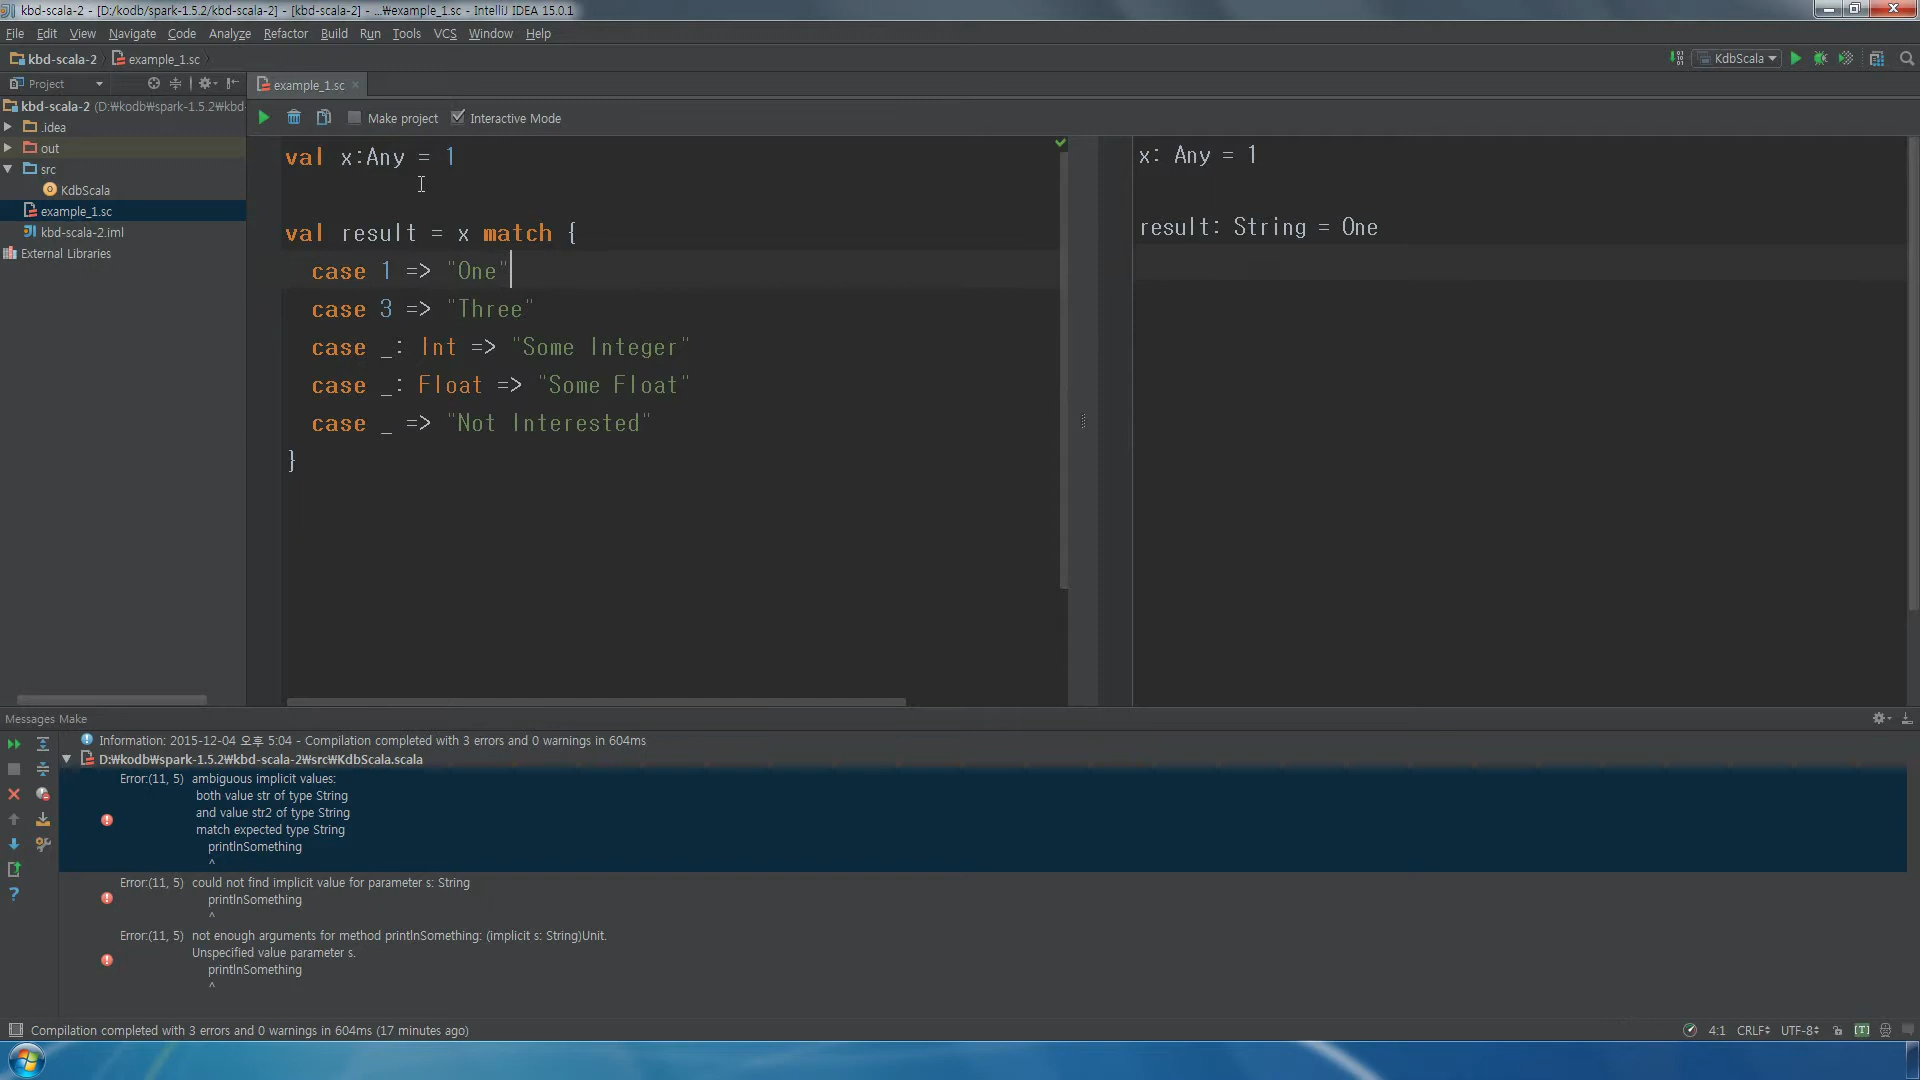 kbd-scala-2 - [D:/kodb/spark-1.5.2/kbd-scala-2] - [kbd-scala-2] - ...₩example_1.sc - IntelliJ IDEA 15.0.1
File Edit View Navigate Code Analyze Refactor Build Run Tools VCS Window Help
kbd-scala-2 example_1.sc KdbScala
Project
example_1.sc
kbd-scala-2 (D:₩kodb₩spark-1.5.2₩kbd-
.idea
out
src
KdbScala
example_1.sc
kbd-scala-2.iml
External Libraries
Make project Interactive Mode
val x:Any = 1
val result = x match {
case 1 => "One"
case 3 => "Three"
case _: Int => "Some Integer"
case _: Float => "Some Float"
case _ => "Not Interested"
}
x: Any = 1
result: String = One
Messages Make
Information: 2015-12-04 오후 5:04 - Compilation completed with 3 errors and 0 warnings in 604ms
D:₩kodb₩spark-1.5.2₩kbd-scala-2₩src₩KdbScala.scala
Error:(11, 5) ambiguous implicit values:
both value str of type String
and value str2 of type String
match expected type String
printlnSomething
^
Error:(11, 5) could not find implicit value for parameter s: String
printlnSomething
^
Error:(11, 5) not enough arguments for method printlnSomething: (implicit s: String)Unit.
Unspecified value parameter s.
printlnSomething
^
Compilation completed with 3 errors and 0 warnings in 604ms (17 minutes ago)
4:1 CRLF UTF-8 [T]